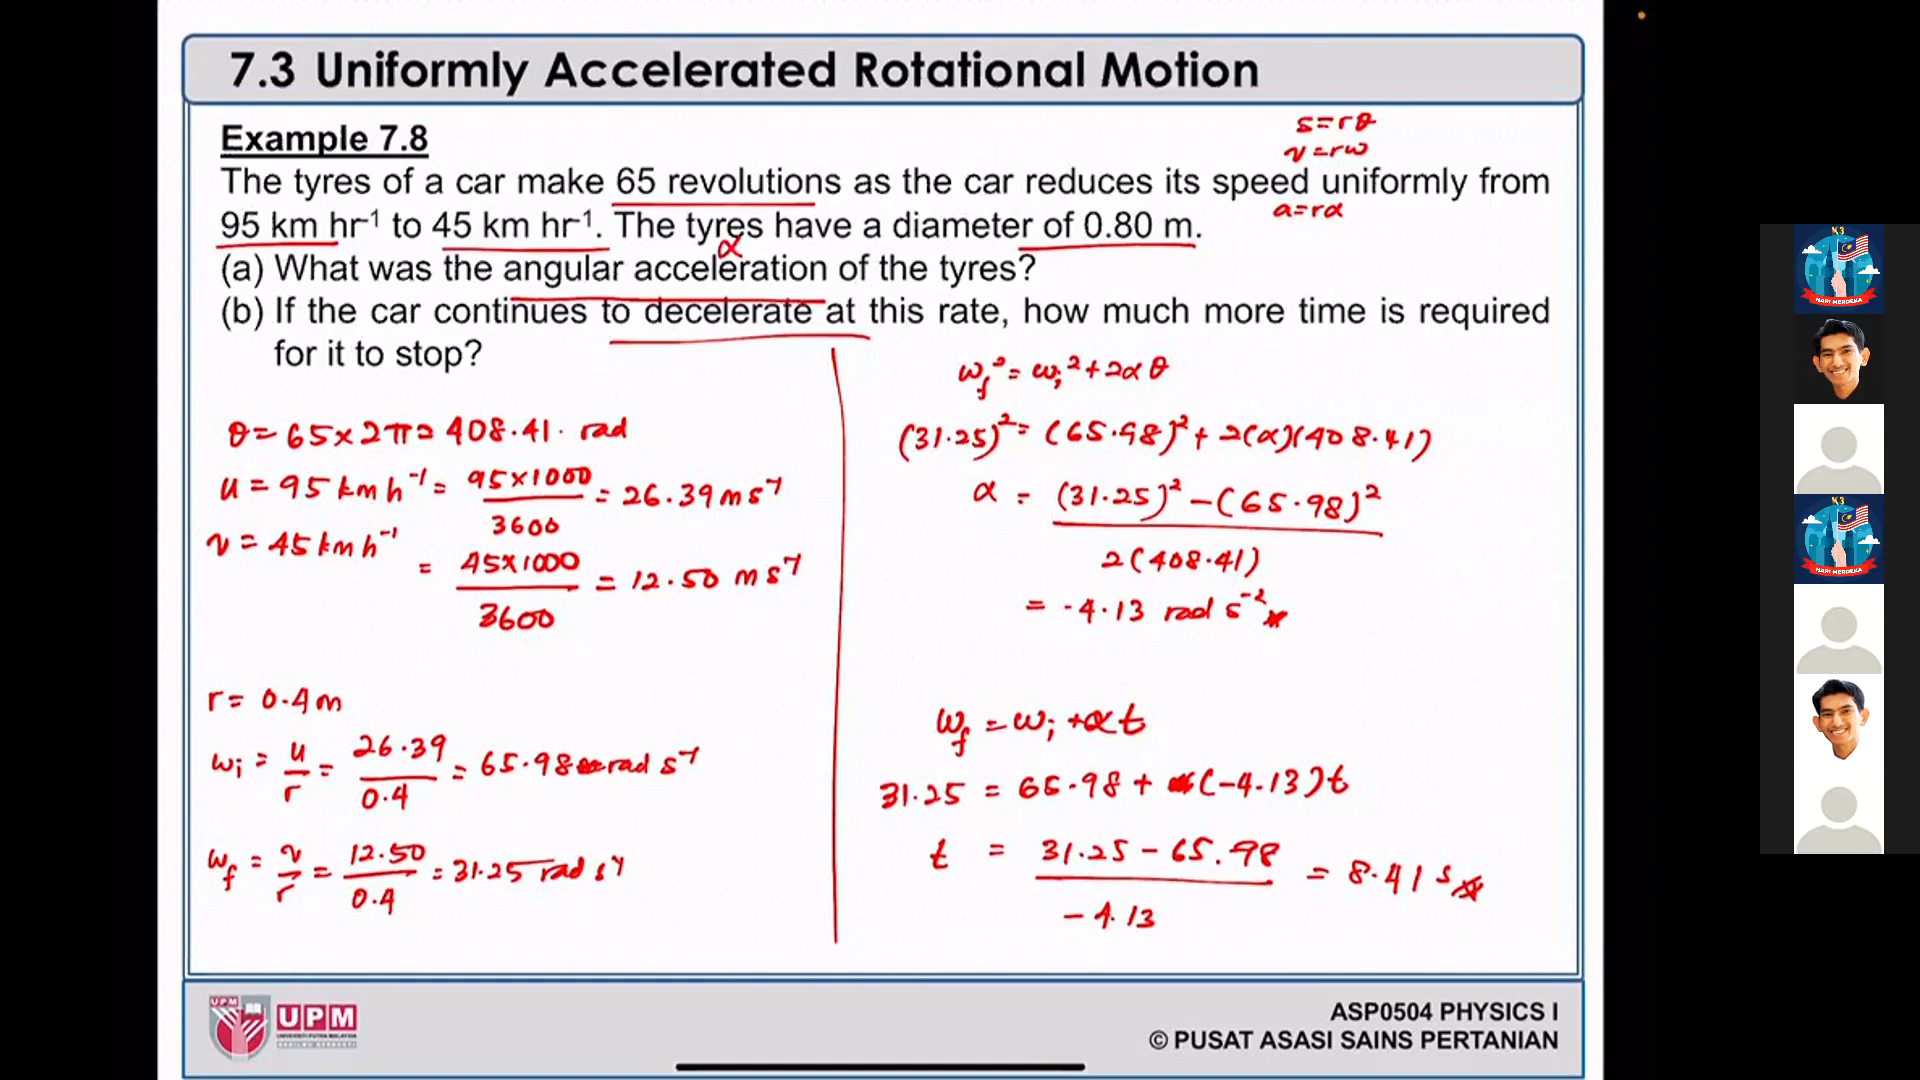 7.3 Uniformly Accelerated Rotational Motion
Example 7.8
s=rθ
v=rω
The tyres of a car make 65 revolutions as the car reduces its speed uniformly from
a=rα
95 km hr⁻¹ to 45 km hr⁻¹. The tyres have a diameter of 0.80 m.
α
(a) What was the angular acceleration of the tyres?
(b) If the car continues to decelerate at this rate, how much more time is required
for it to stop?
θ = 65 × 2π = 408.41 rad
u = 95 km h⁻¹ = 95×1000 / 3600 = 26.39 m s⁻¹
v = 45 km h⁻¹
= 45×1000 / 3600 = 12.50 m s⁻¹
r = 0.4 m
ωi = u / r = 26.39 / 0.4 = 65.98 rad s⁻¹
ωf = v / r = 12.50 / 0.4 = 31.25 rad s⁻¹
ωf² = ωi² + 2αθ
(31.25)² = (65.98)² + 2(α)(408.41)
α = (31.25)² − (65.98)² / 2(408.41)
= -4.13 rad s⁻²
ωf = ωi + αt
31.25 = 65.98 + (-4.13)t
t = 31.25 − 65.98 / −4.13 = 8.41 s
UPM
UPM
ASP0504 PHYSICS I
© PUSAT ASASI SAINS PERTANIAN
K3
HARI MERDEKA
K3
HARI MERDEKA